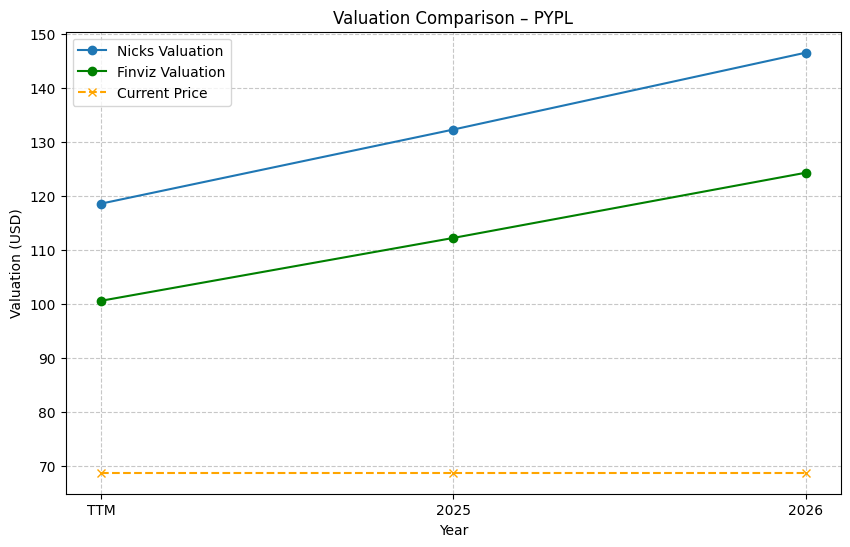 Valuation Comparison – PYPL
Nicks Valuation
Finviz Valuation
Current Price
Valuation (USD)
150
140
130
120
110
100
90
80
70
TTM
2025
2026
Year